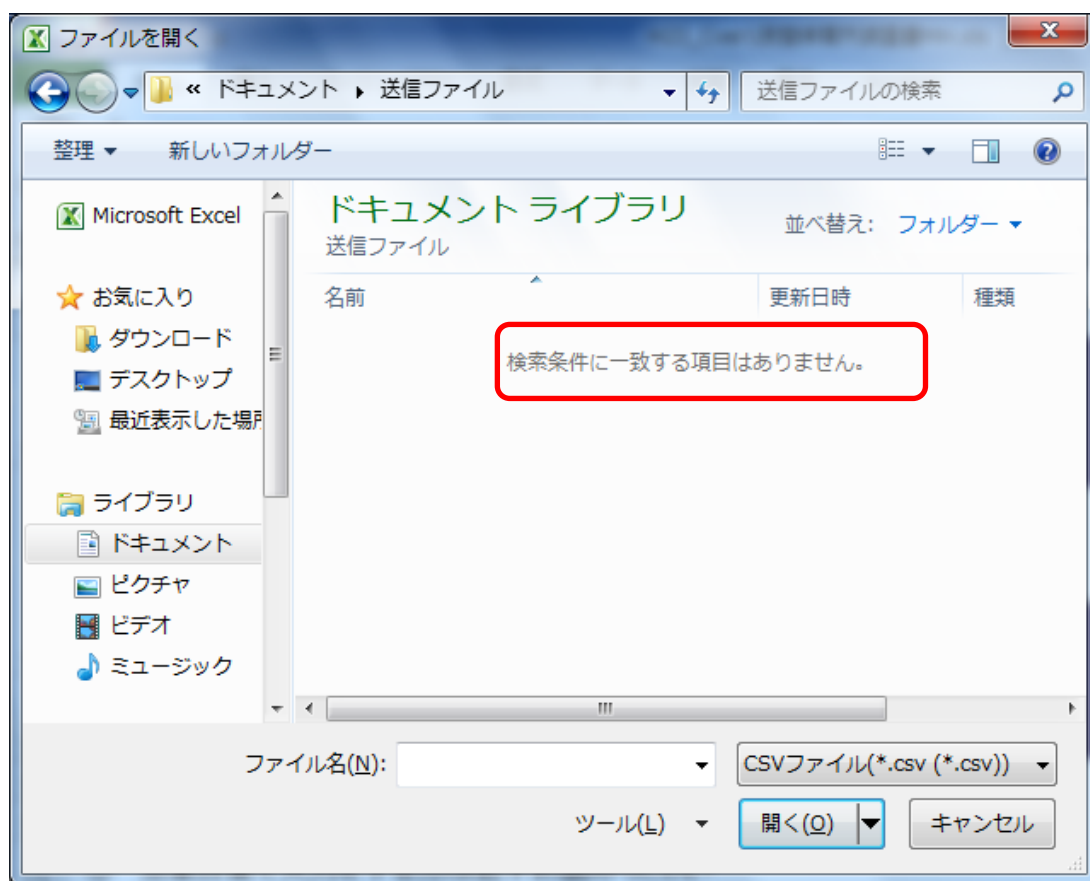 ファイルを開く
« ドキュメント ▸ 送信ファイル
送信ファイルの検索
整理
新しいフォルダー
Microsoft Excel
お気に入り
ダウンロード
デスクトップ
最近表示した場所
ライブラリ
ドキュメント
ピクチャ
ビデオ
ミュージック
ドキュメント ライブラリ
送信ファイル
並べ替え: フォルダー
名前
更新日時
種類
検索条件に一致する項目はありません。
ファイル名(N):
CSVファイル(*.csv (*.csv))
ツール(L)
開く(O)
キャンセル